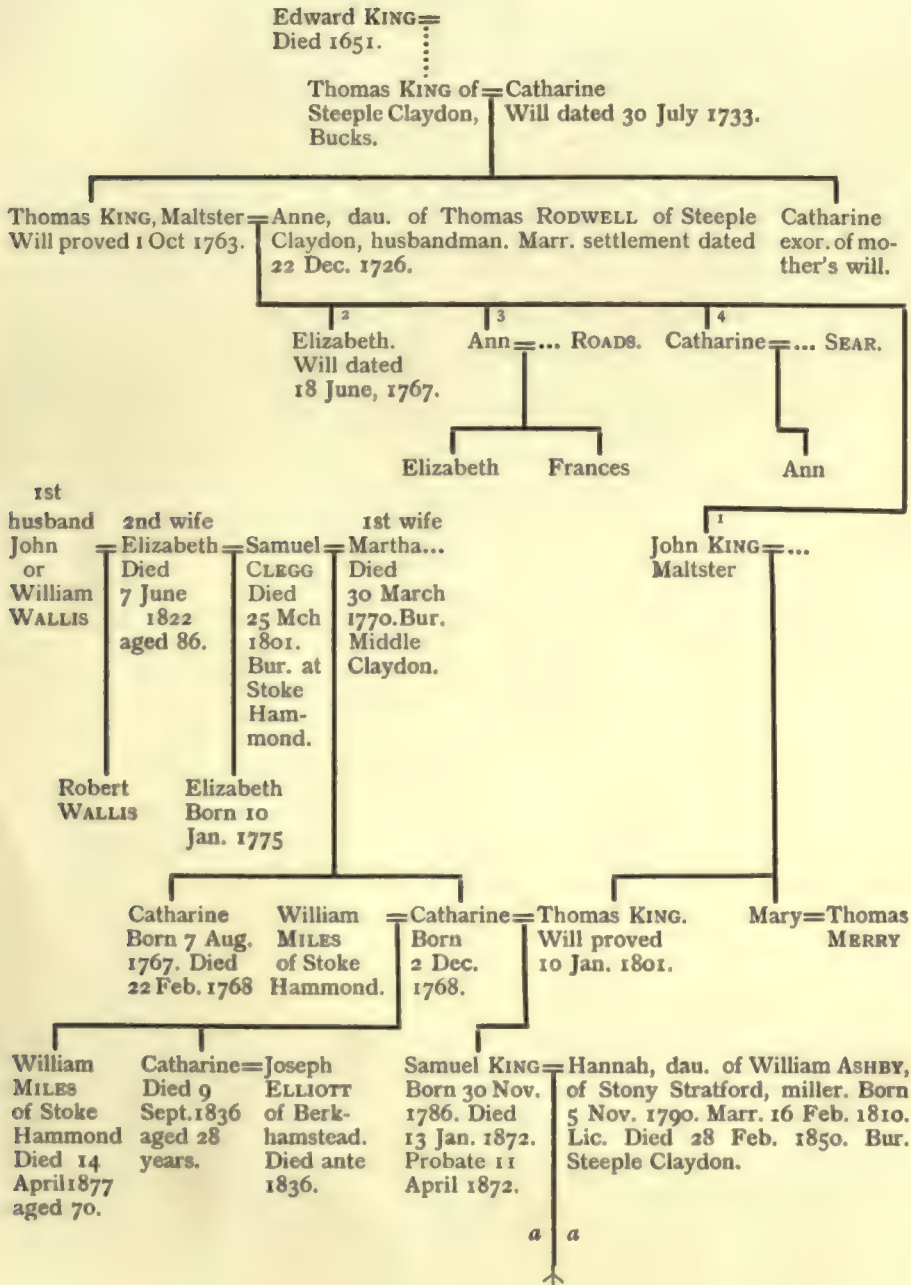 Edward KING=
Died 1651.
Thomas KING of = Catharine
Steeple Claydon, Will dated 30 July 1733.
Bucks.
Thomas KING, Maltster = Anne, dau. of Thomas RODWELL of Steeple
Will proved 1 Oct 1763. Claydon, husbandman. Marr. settlement dated
22 Dec. 1726.
Catharine
exor. of mo-
ther's will.
2
Elizabeth.
Will dated
18 June, 1767.
3
Ann=... ROADS.
4
Catharine=... SEAR.
Elizabeth
Frances
Ann
1st
husband
John
or
William
WALLIS
=
2nd wife
Elizabeth =
Died
7 June
1822
aged 86.
Samuel =
CLEGG
Died
25 Mch
1801.
Bur. at
Stoke
Ham-
mond.
1st wife
Martha...
Died
30 March
1770. Bur.
Middle
Claydon.
1
John KING=...
Maltster
Robert
WALLIS
Elizabeth
Born 10
Jan. 1775
Catharine
Born 7 Aug.
1767. Died
22 Feb. 1768
William
MILES
of Stoke
Hammond.
=Catharine=
Born
2 Dec.
1768.
Thomas KING.
Will proved
10 Jan. 1801.
Mary=Thomas
MERRY
William
MILES
of Stoke
Hammond
Died 14
April 1877
aged 70.
Catharine=
Died 9
Sept. 1836
aged 28
years.
Joseph
ELLIOTT
of Berk-
hamstead.
Died ante
1836.
Samuel KING=
Born 30 Nov.
1786. Died
13 Jan. 1872.
Probate 11
April 1872.
Hannah, dau. of William ASHBY,
of Stony Stratford, miller. Born
5 Nov. 1790. Marr. 16 Feb. 1810.
Lic. Died 28 Feb. 1850. Bur.
Steeple Claydon.
a a